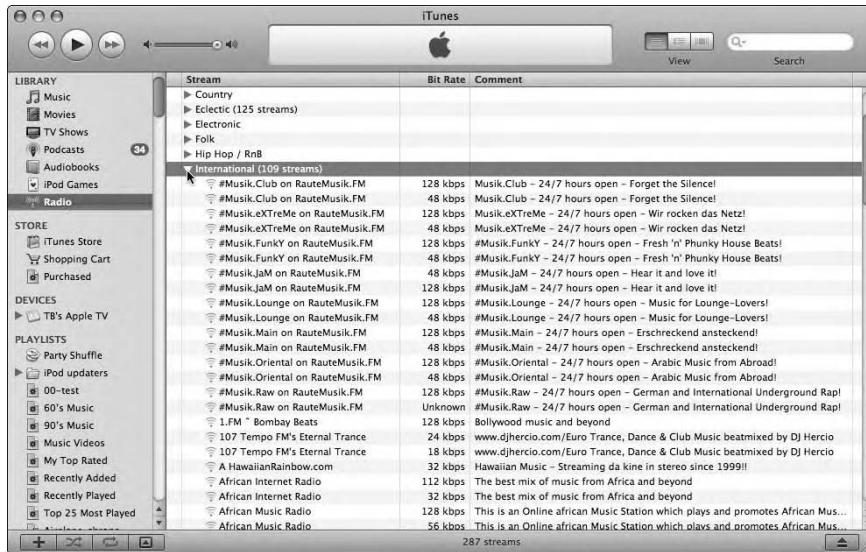 iTunes
View
Search
LIBRARY
Music
Movies
TV Shows
Podcasts 34
Audiobooks
iPod Games
Radio
STORE
iTunes Store
Shopping Cart
Purchased
DEVICES
TB's Apple TV
PLAYLISTS
Party Shuffle
iPod updaters
00-test
60's Music
90's Music
Music Videos
My Top Rated
Recently Added
Recently Played
Top 25 Most Played
Stream Bit Rate Comment
Country
Eclectic (125 streams)
Electronic
Folk
Hip Hop / RnB
International (109 streams)
#Musik.Club on RauteMusik.FM 128 kbps Musik.Club – 24/7 hours open – Forget the Silence!
#Musik.Club on RauteMusik.FM 48 kbps Musik.Club – 24/7 hours open – Forget the Silence!
#Musik.eXTreMe on RauteMusik.FM 128 kbps Musik.eXTreMe – 24/7 hours open – Wir rocken das Netz!
#Musik.eXTreMe on RauteMusik.FM 48 kbps Musik.eXTreMe – 24/7 hours open – Wir rocken das Netz!
#Musik.FunkY on RauteMusik.FM 128 kbps #Musik.FunkY – 24/7 hours open – Fresh 'n' Phunky House Beats!
#Musik.FunkY on RauteMusik.FM 48 kbps #Musik.FunkY – 24/7 hours open – Fresh 'n' Phunky House Beats!
#Musik.JaM on RauteMusik.FM 48 kbps #Musik.JaM – 24/7 hours open – Hear it and love it!
#Musik.JaM on RauteMusik.FM 128 kbps #Musik.JaM – 24/7 hours open – Hear it and love it!
#Musik.Lounge on RauteMusik.FM 128 kbps #Musik.Lounge – 24/7 hours open – Music for Lounge-Lovers!
#Musik.Lounge on RauteMusik.FM 48 kbps #Musik.Lounge – 24/7 hours open – Music for Lounge-Lovers!
#Musik.Main on RauteMusik.FM 128 kbps #Musik.Main – 24/7 hours open – Erschreckend ansteckend!
#Musik.Main on RauteMusik.FM 48 kbps #Musik.Main – 24/7 hours open – Erschreckend ansteckend!
#Musik.Oriental on RauteMusik.FM 128 kbps #Musik.Oriental – 24/7 hours open – Arabic Music from Abroad!
#Musik.Oriental on RauteMusik.FM 48 kbps #Musik.Oriental – 24/7 hours open – Arabic Music from Abroad!
#Musik.Raw on RauteMusik.FM 128 kbps #Musik.Raw – 24/7 hours open – German and International Underground Rap!
#Musik.Raw on RauteMusik.FM Unknown #Musik.Raw – 24/7 hours open – German and International Underground Rap!
1.FM ~ Bombay Beats 128 kbps Bollywood music and beyond
107 Tempo FM's Eternal Trance 24 kbps www.djhercio.com/Euro Trance, Dance & Club Music beatmixed by DJ Hercio
107 Tempo FM's Eternal Trance 18 kbps www.djhercio.com/Euro Trance, Dance & Club Music beatmixed by DJ Hercio
A HawaiianRainbow.com 32 kbps Hawaiian Music – Streaming da kine in stereo since 1999!!
African Internet Radio 112 kbps The best mix of music from Africa and beyond
African Internet Radio 32 kbps The best mix of music from Africa and beyond
African Music Radio 128 kbps This is an Online african Music Station which plays and promotes African Mus...
African Music Radio 56 kbps This is an Online african Music Station which plays and promotes African Mus...
287 streams